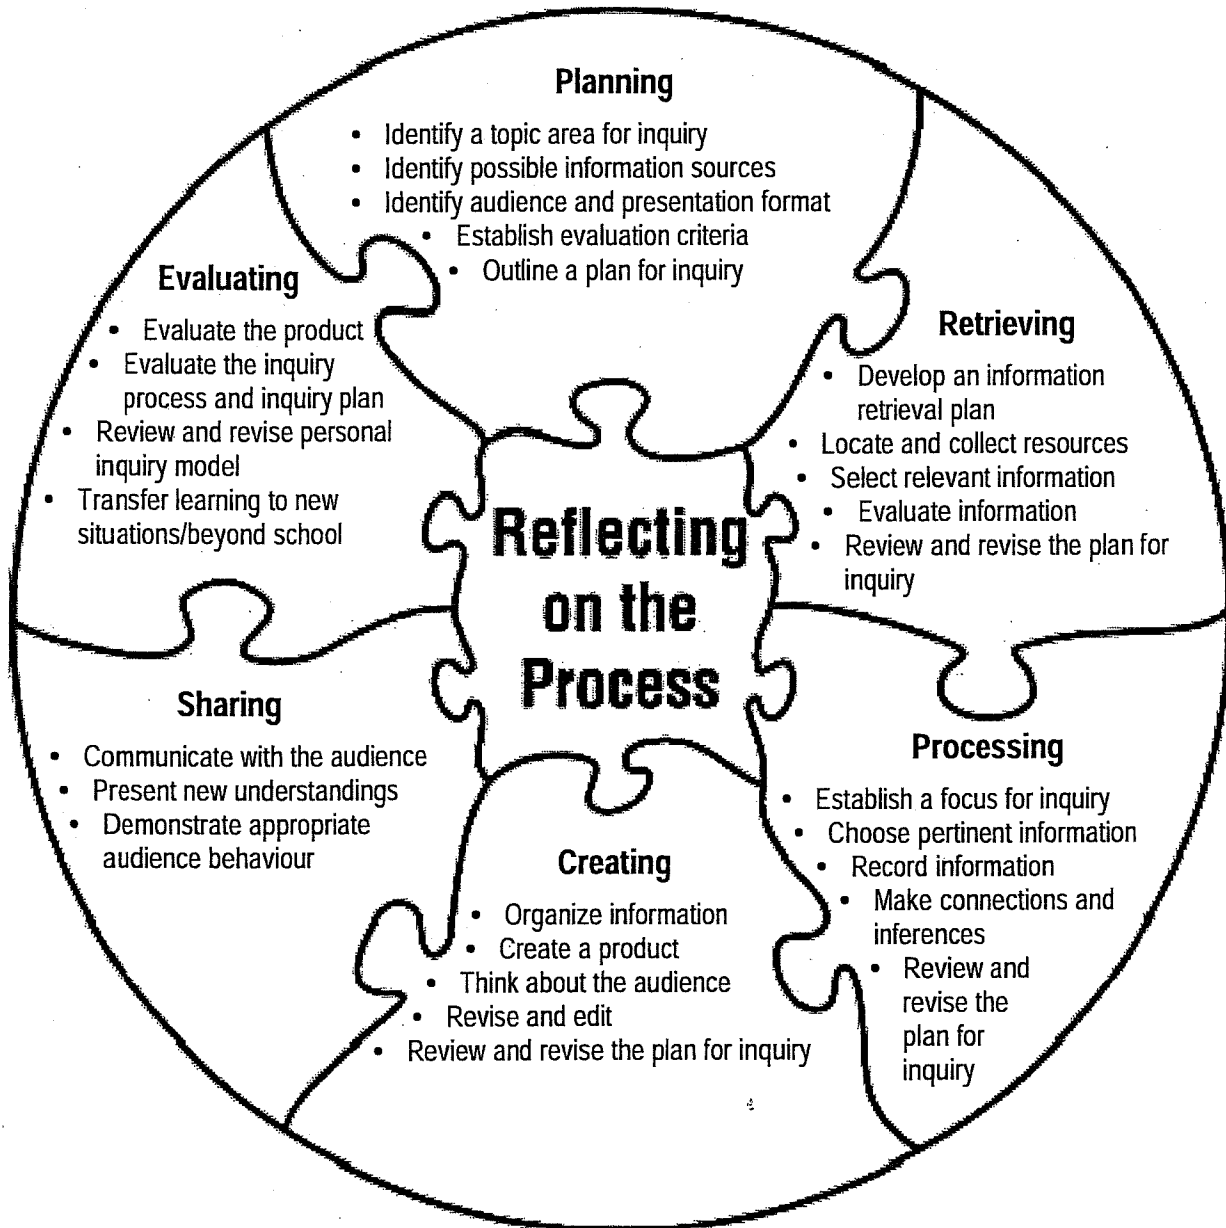 Planning
• Identify a topic area for inquiry
• Identify possible information sources
• Identify audience and presentation format
• Establish evaluation criteria
• Outline a plan for inquiry
Retrieving
• Develop an information
retrieval plan
• Locate and collect resources
• Select relevant information
• Evaluate information
• Review and revise the plan for
inquiry
Processing
• Establish a focus for inquiry
• Choose pertinent information
• Record information
• Make connections and
inferences
• Review and
revise the
plan for
inquiry
Creating
• Organize information
• Create a product
• Think about the audience
• Revise and edit
• Review and revise the plan for inquiry
Sharing
• Communicate with the audience
• Present new understandings
• Demonstrate appropriate
audience behaviour
Evaluating
• Evaluate the product
• Evaluate the inquiry
process and inquiry plan
• Review and revise personal
inquiry model
• Transfer learning to new
situations/beyond school
Reflecting
on the
Process